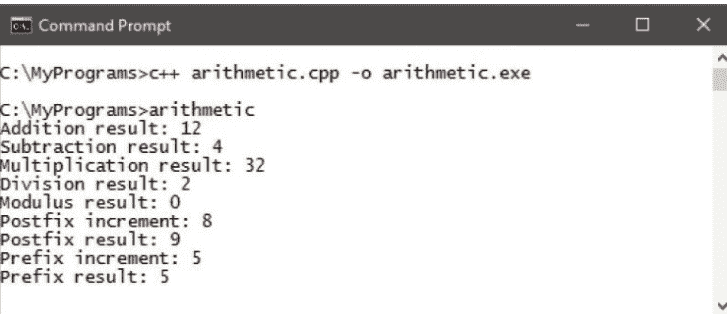 Command Prompt
C:\MyPrograms>c++ arithmetic.cpp -o arithmetic.exe
C:\MyPrograms>arithmetic
Addition result: 12
Subtraction result: 4
Multiplication result: 32
Division result: 2
Modulus result: 0
Postfix increment: 8
Postfix result: 9
Prefix increment: 5
Prefix result: 5